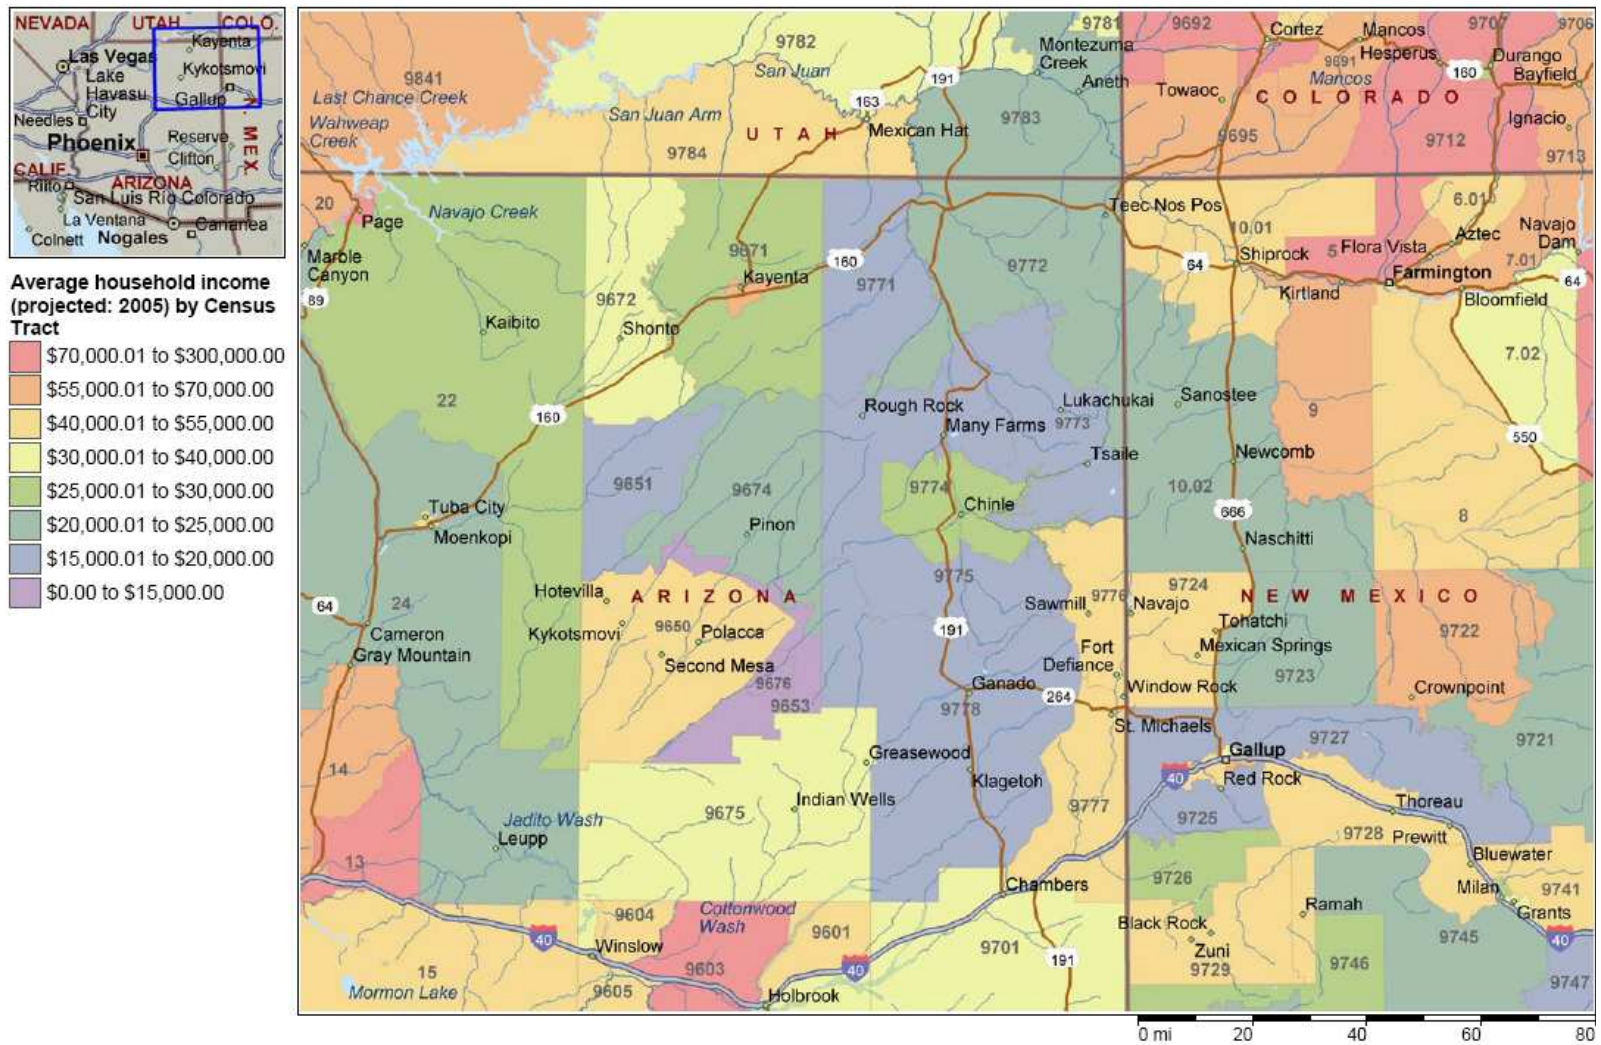 NEVADA UTAH COLO.
Kayenta
Las Vegas
Kykotsmovi
Lake
Havasu
City
Gallup
N. MEX.
Needles
Phoenix
Reserve
Clifton
CALIF.
ARIZONA
Riito
San Luis Rio Colorado
La Ventana
Cananea
Colnett
Nogales
Average household income
(projected: 2005) by Census
Tract
$70,000.01 to $300,000.00
$55,000.01 to $70,000.00
$40,000.01 to $55,000.00
$30,000.01 to $40,000.00
$25,000.01 to $30,000.00
$20,000.01 to $25,000.00
$15,000.01 to $20,000.00
$0.00 to $15,000.00
9781
9692
9707
9706
Cortez
Mancos
Hesperus
Durango
Bayfield
9782
Montezuma
Creek
9691
Mancos
160
San Juan
191
Aneth
Towaoc
COLORADO
9841
Last Chance Creek
Wahweap
Creek
163
San Juan Arm
UTAH
Mexican Hat
9783
9695
9712
Ignacio
9784
9713
20
Page
Navajo Creek
Teec Nos Pos
6.01
10.01
Aztec
Navajo
Dam
Marble
Canyon
9671
160
9772
64
Shiprock
5
Flora Vista
7.01
Farmington
64
89
9672
Kayenta
9771
Kirtland
Bloomfield
Kaibito
Shonto
7.02
22
160
Rough Rock
Lukachukai
Sanostee
9
Many Farms
9773
550
Tsaile
Newcomb
9651
9674
9774
10.02
Tuba City
Chinle
666
8
Moenkopi
Pinon
Naschitti
9775
Hotevilla
ARIZONA
9776
9724
NEW MEXICO
64
24
Sawmill
Navajo
Tohatchi
Cameron
Kykotsmovi
9650
Polacca
191
Fort
Defiance
Mexican Springs
9722
Gray Mountain
Second Mesa
9723
9676
Ganado
264
Window Rock
Crownpoint
9653
9778
St. Michaels
9727
9721
14
Greasewood
Gallup
40
Red Rock
Klagetoh
Indian Wells
9777
Thoreau
Jadito Wash
9675
9725
9728
Prewitt
Leupp
Bluewater
13
9726
Milan
9741
Chambers
Grants
9604
Cottonwood
Wash
Ramah
Black Rock
40
Winslow
9601
9701
Zuni
9745
40
15
9603
40
191
9729
9746
9747
Mormon Lake
9605
Holbrook
0 mi 20 40 60 80